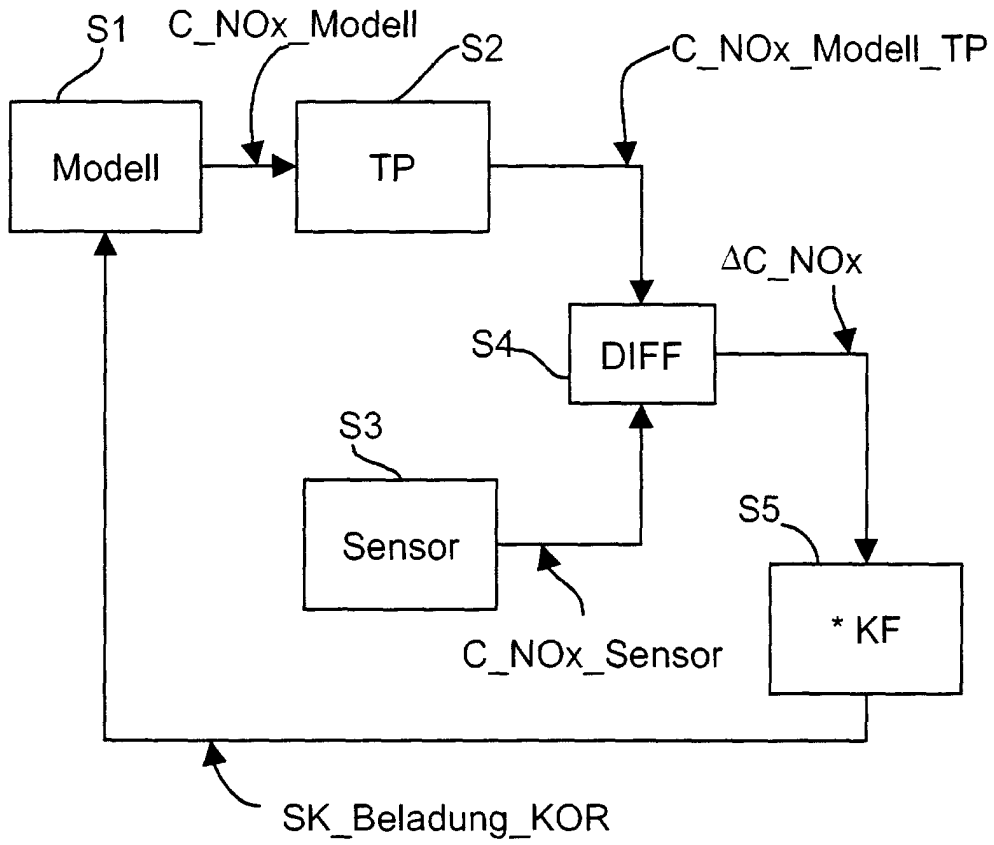 S1
C_NOx_Modell
S2
C_NOx_Modell_TP
Modell
TP
ΔC_NOx
S4
DIFF
S3
Sensor
S5
* KF
C_NOx_Sensor
SK_Beladung_KOR